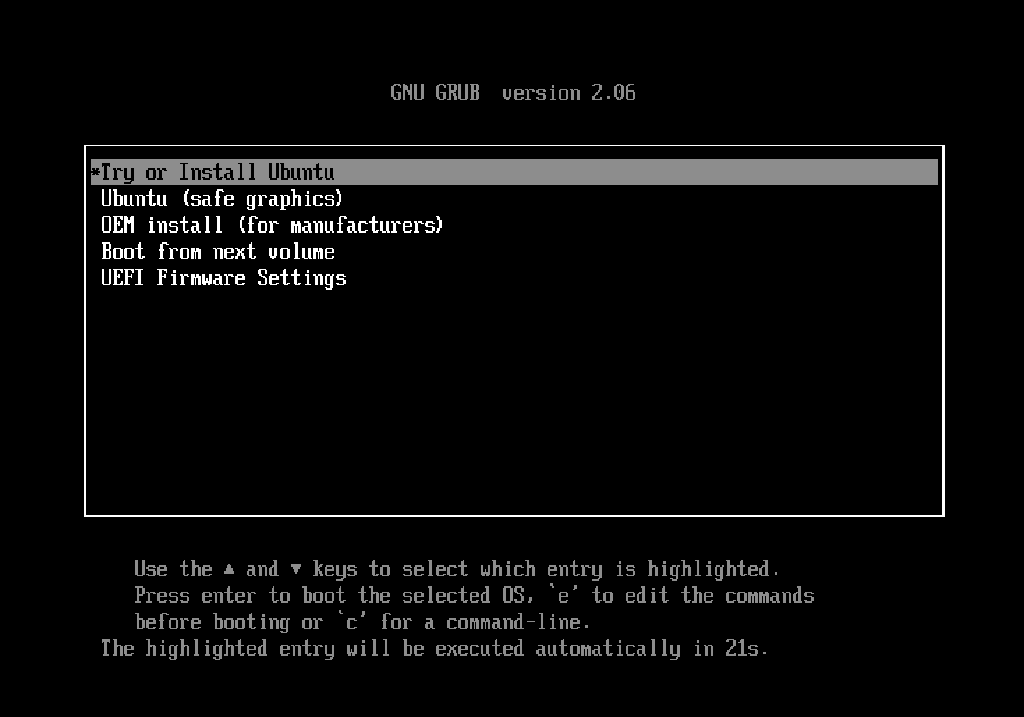 GNU GRUB  version 2.06
*Try or Install Ubuntu
Ubuntu (safe graphics)
OEM install (for manufacturers)
Boot from next volume
UEFI Firmware Settings
Use the ▲ and ▼ keys to select which entry is highlighted.
Press enter to boot the selected OS, `e' to edit the commands
before booting or `c' for a command-line.
The highlighted entry will be executed automatically in 21s.